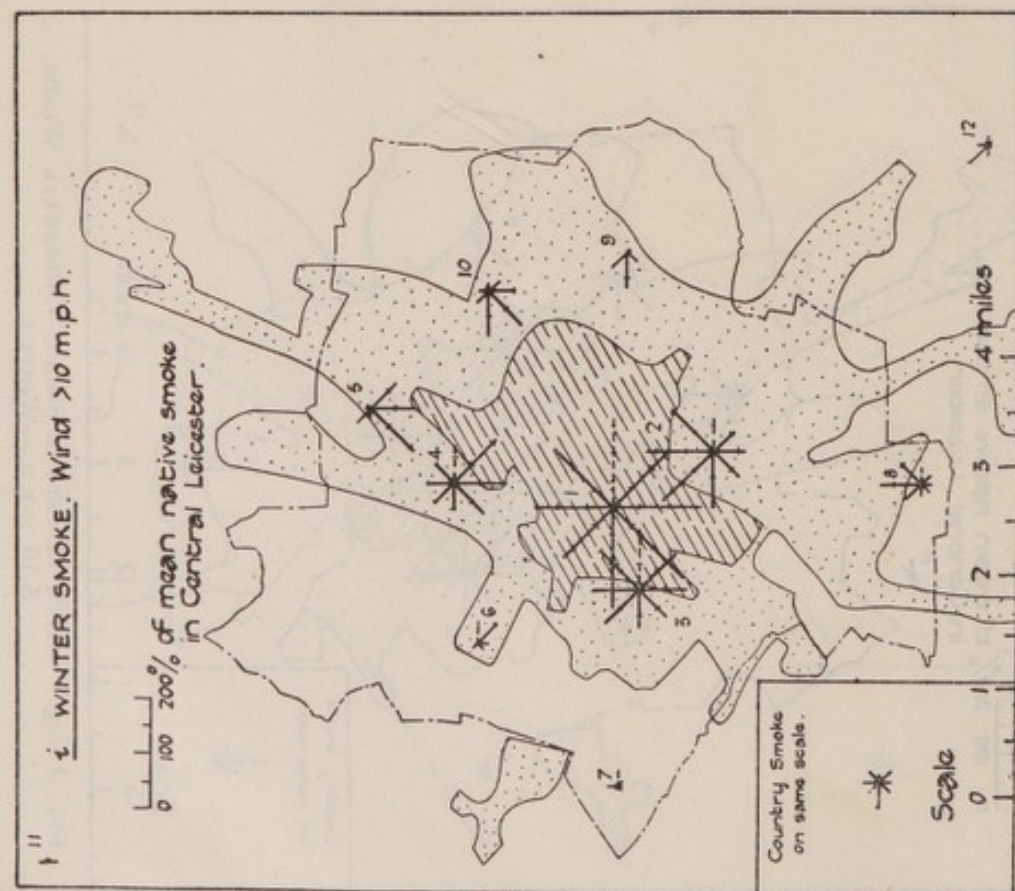 i WINTER SMOKE. Wind >10 m.p.h.
0 100 200% of mean native smoke
in Central Leicester.
1
2
3
4
5
6
7
8
9
10
12
Country Smoke
on same scale.
Scale
0 1 2 3 4 miles